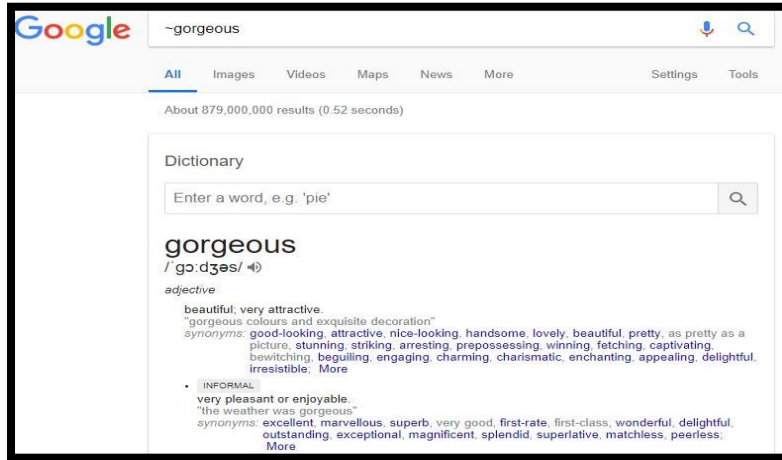 Google
~gorgeous
All Images Videos Maps News More Settings Tools
About 879,000,000 results (0.52 seconds)
Dictionary
Enter a word, e.g. 'pie'
gorgeous
/ˈɡɔːdʒəs/
adjective
beautiful; very attractive.
"gorgeous colours and exquisite decoration"
synonyms: good-looking, attractive, nice-looking, handsome, lovely, beautiful, pretty, as pretty as a
picture, stunning, striking, arresting, prepossessing, winning, fetching, captivating,
bewitching, beguiling, engaging, charming, charismatic, enchanting, appealing, delightful,
irresistible; More
• INFORMAL
very pleasant or enjoyable.
"the weather was gorgeous"
synonyms: excellent, marvellous, superb, very good, first-rate, first-class, wonderful, delightful,
outstanding, exceptional, magnificent, splendid, superlative, matchless, peerless;
More